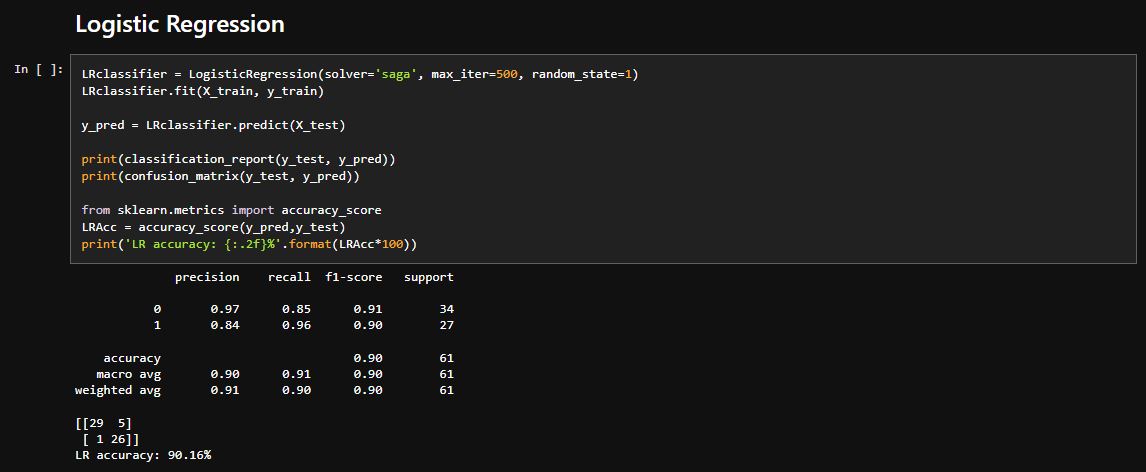 Logistic Regression
In [ ]:
LRclassifier = LogisticRegression(solver='saga', max_iter=500, random_state=1)
LRclassifier.fit(X_train, y_train)
y_pred = LRclassifier.predict(X_test)
print(classification_report(y_test, y_pred))
print(confusion_matrix(y_test, y_pred))
from sklearn.metrics import accuracy_score
LRAcc = accuracy_score(y_pred,y_test)
print('LR accuracy: {:.2f}%'.format(LRAcc*100))
precision recall f1-score support
0 0.97 0.85 0.91 34
1 0.84 0.96 0.90 27
accuracy 0.90 61
macro avg 0.90 0.91 0.90 61
weighted avg 0.91 0.90 0.90 61
[[29 5]
[ 1 26]]
LR accuracy: 90.16%